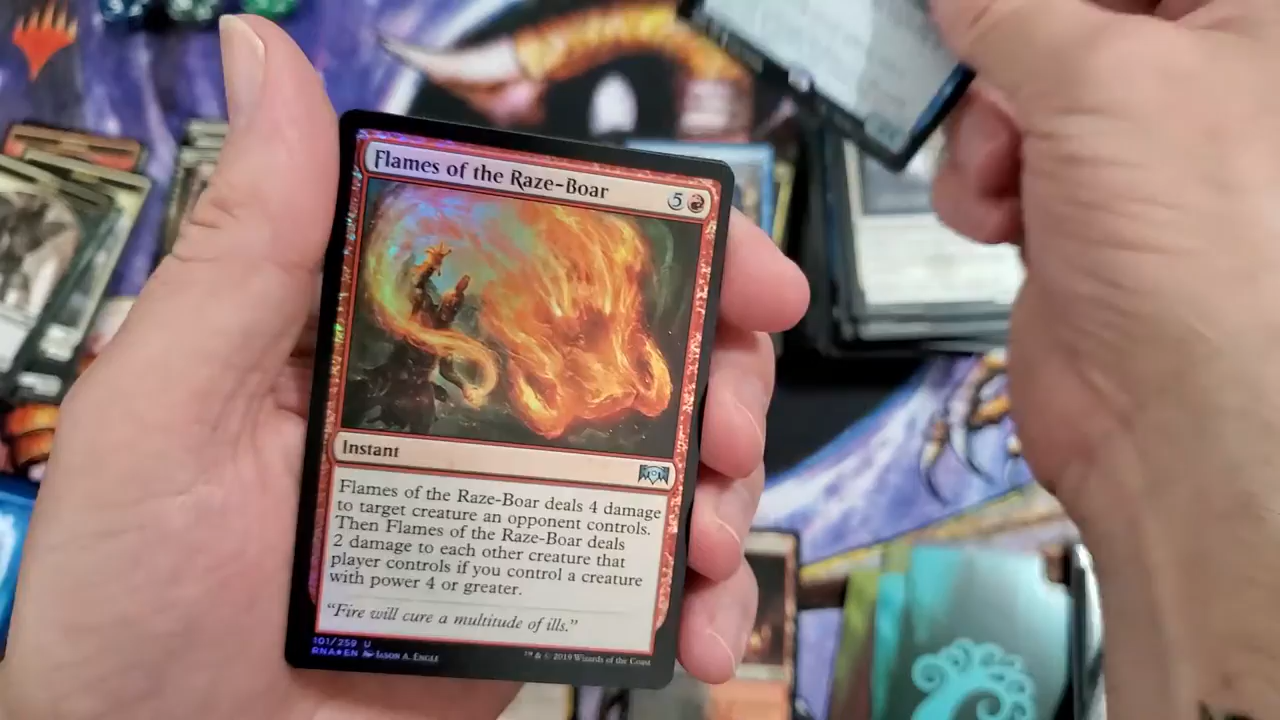 Flames of the Raze-Boar
5
Instant
Flames of the Raze-Boar deals 4 damage
to target creature an opponent controls.
Then Flames of the Raze-Boar deals
2 damage to each other creature that
player controls if you control a creature
with power 4 or greater.
“Fire will cure a multitude of ills.”
101/259 U
RNA★EN Jason A. Engle
™ & © 2019 Wizards of the Coast